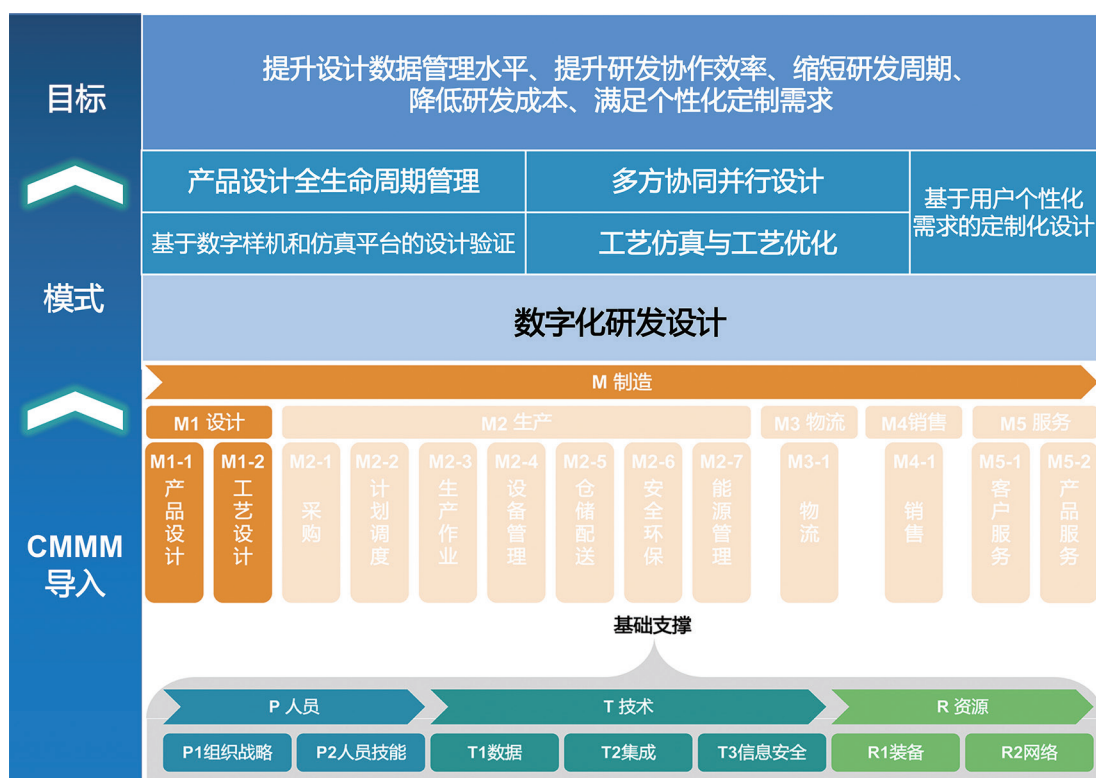 目标
提升设计数据管理水平、提升研发协作效率、缩短研发周期、
降低研发成本、满足个性化定制需求
产品设计全生命周期管理
多方协同并行设计
基于用户个性化
需求的定制化设计
基于数字样机和仿真平台的设计验证
工艺仿真与工艺优化
模式
数字化研发设计
CMMM
导入
M 制造
M1 设计
M2 生产
M3 物流
M4销售
M5 服务
M1-1
产品设计
M1-2
工艺设计
M2-1
采购
M2-2
计划调度
M2-3
生产作业
M2-4
设备管理
M2-5
仓储配送
M2-6
安全环保
M2-7
能源管理
M3-1
物流
M4-1
销售
M5-1
客户服务
M5-2
产品服务
基础支撑
P 人员
T 技术
R 资源
P1组织战略
P2人员技能
T1数据
T2集成
T3信息安全
R1装备
R2网络